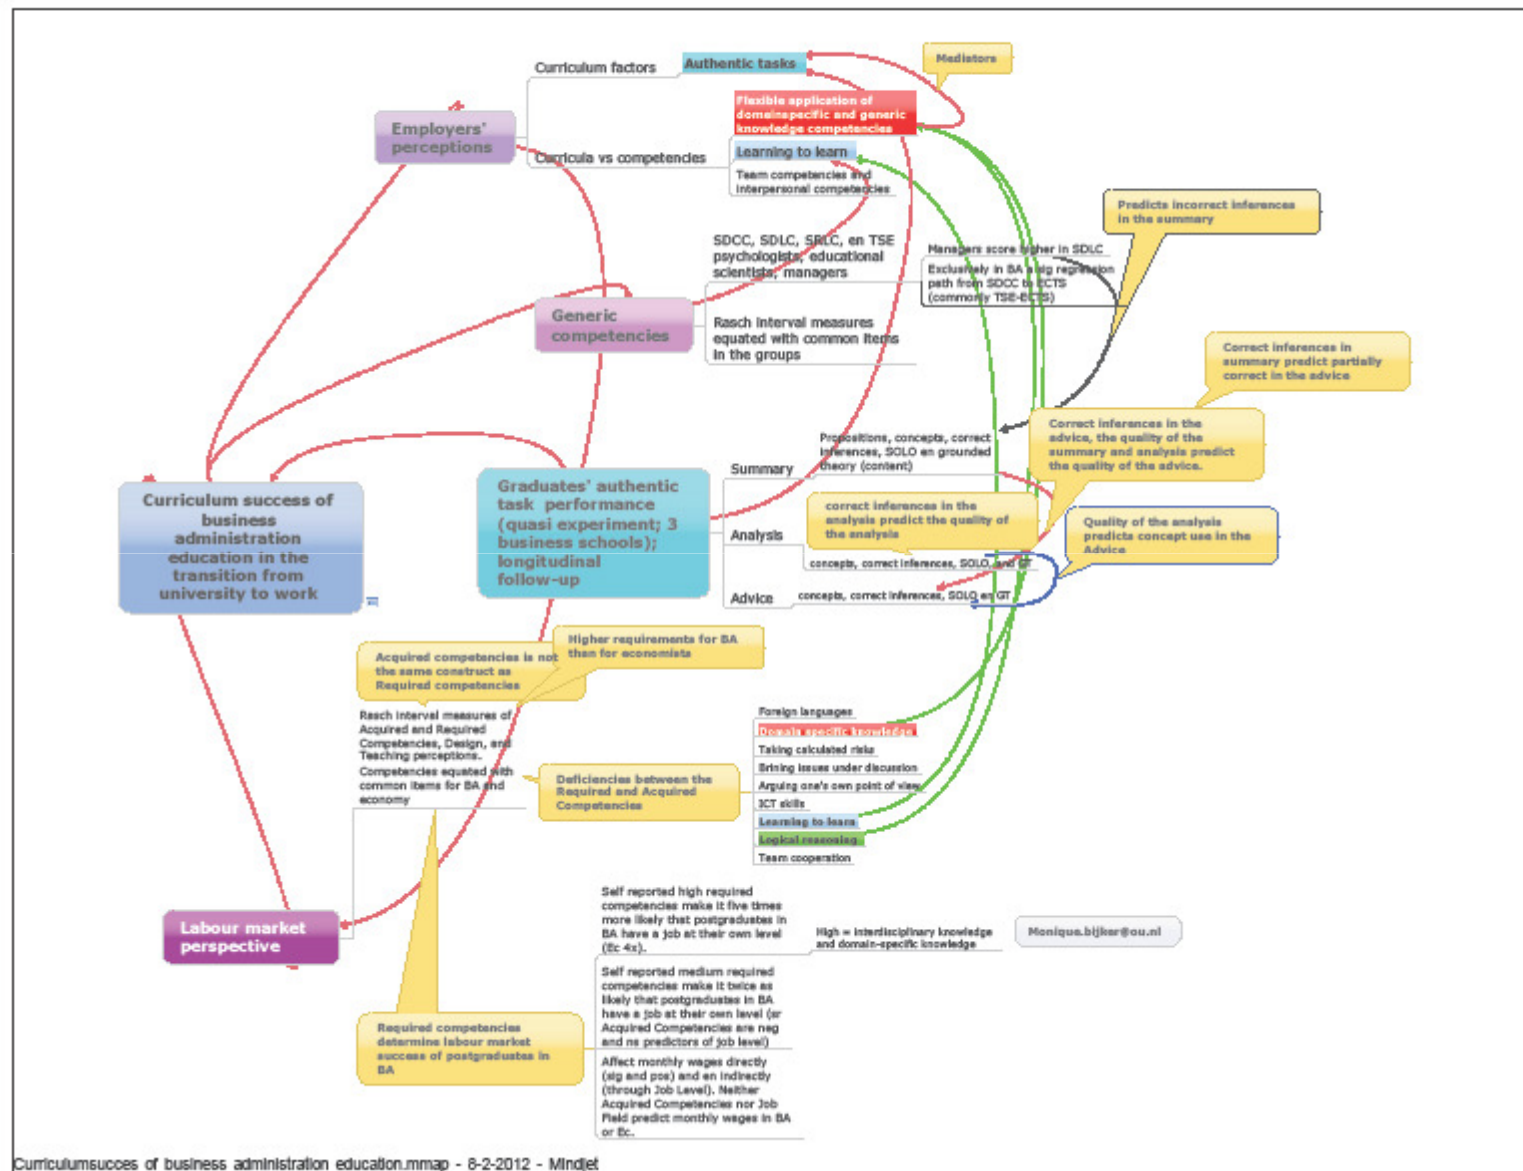 Curriculum factors
Authentic tasks
Mediators
Employers'
perceptions
Curricula vs competencies
Flexible application of
domeinspecific and generic
knowledge competencies
Learning to learn
Team competencies and
interpersonal competencies
Predicts incorrect inferences
in the summary
Generic
competencies
SDCC, SDLC, SRLC, en TSE
psychologists, educational
scientists, managers
Managers score higher in SDLC
Exclusively in BA a sig regression
path from SDCC to ECTS
(commonly TSE-ECTS)
Rasch interval measures
equated with common items
in the groups
Correct inferences in
summary predict partially
correct in the advice
Correct inferences in the
advice, the quality of the
summary and analysis predict
the quality of the advice.
Curriculum success of
business
administration
education in the
transition from
university to work
Graduates' authentic
task performance
(quasi experiment; 3
business schools);
longitudinal
follow-up
Summary
Propositions, concepts, correct
inferences, SOLO en grounded
theory (content)
correct inferences in the
analysis predict the quality of
the analysis
Analysis
concepts, correct inferences, SOLO, and GT
Quality of the analysis
predicts concept use in the
Advice
Advice
concepts, correct inferences, SOLO en GT
Acquired competencies is not
the same construct as
Required competencies
Higher requirements for BA
than for economists
Rasch interval measures of
Acquired and Required
Competencies, Design, and
Teaching perceptions.
Competencies equated with
common items for BA and
economy
Deficiencies between the
Required and Acquired
Competencies
Foreign languages
Domain specific knowledge
Taking calculated risks
Brining issues under discussion
Arguing one's own point of view
ICT skills
Learning to learn
Logical reasoning
Team cooperation
Labour market
perspective
Self reported high required
competencies make it five times
more likely that postgraduates in
BA have a job at their own level
(Ec 4x).
High = interdisciplinary knowledge
and domain-specific knowledge
Monique.bijker@ou.nl
Self reported medium required
competencies make it twice as
likely that postgraduates in BA
have a job at their own level (sr
Acquired Competencies are neg
and ns predictors of job level)
Required competencies
determine labour market
success of postgraduates in
BA
Affect monthly wages directly
(sig and pos) and en indirectly
(through Job Level). Neither
Acquired Competencies nor Job
Field predict monthly wages in BA
or Ec.
Curriculumsucces of business administration education.mmap - 8-2-2012 - Mindjet